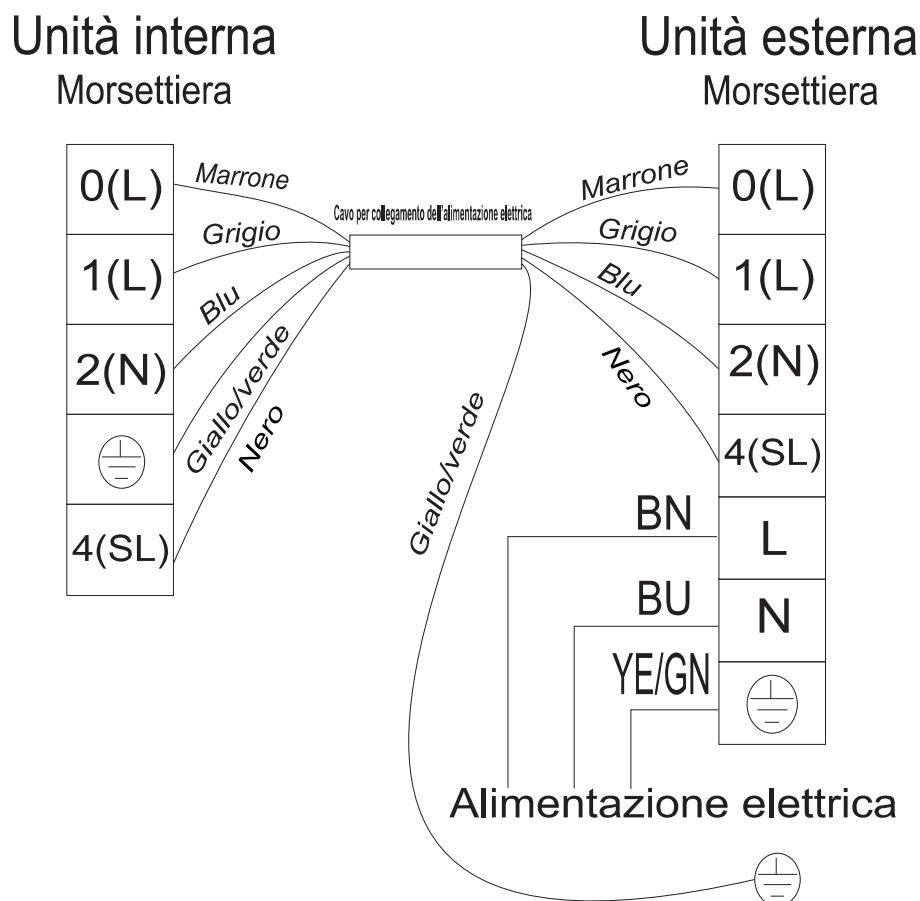 Unità interna
Morsettiera
Unità esterna
Morsettiera
0(L)
1(L)
2(N)
4(SL)
Marrone
Grigio
Blu
Giallo/verde
Nero
Cavo per collegamento dell'alimentazione elettrica
Marrone
Grigio
Blu
Nero
Giallo/verde
0(L)
1(L)
2(N)
4(SL)
BN
L
BU
N
YE/GN
Alimentazione elettrica